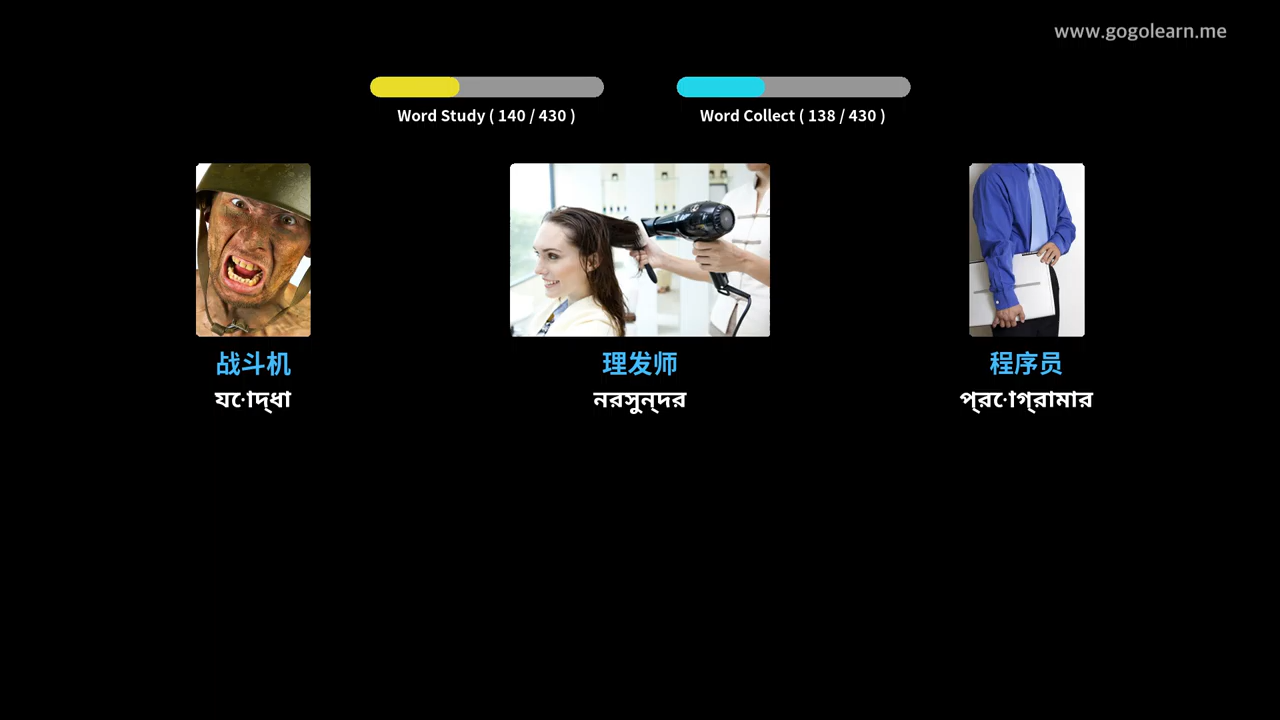 www.gogolearn.me
Word Study ( 140 / 430 )
Word Collect ( 138 / 430 )
战斗机
理发师
程序员
যোদ্ধা
নরসুন্দর
প্রোগ্রামার